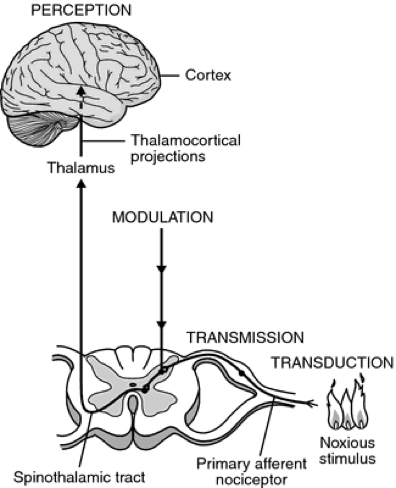 PERCEPTION
Cortex
Thalamocortical
projections
Thalamus
MODULATION
TRANSMISSION
TRANSDUCTION
Noxious
stimulus
Primary afferent
nociceptor
Spinothalamic tract